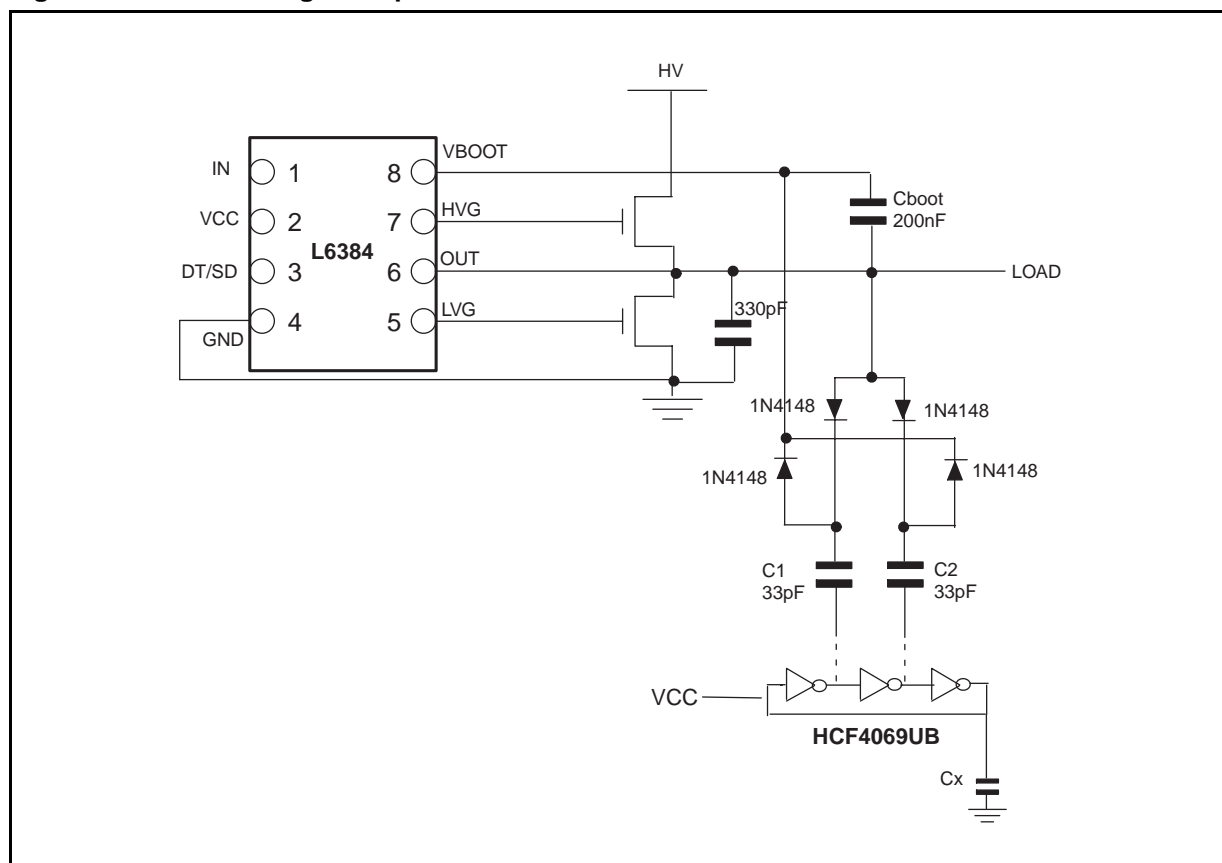 HV
IN 1 8 VBOOT
VCC 2 7 HVG
L6384
DT/SD 3 6 OUT
GND 4 5 LVG
Cboot
200nF
LOAD
330pF
1N4148
1N4148
1N4148
1N4148
C1
33pF
C2
33pF
VCC
HCF4069UB
Cx